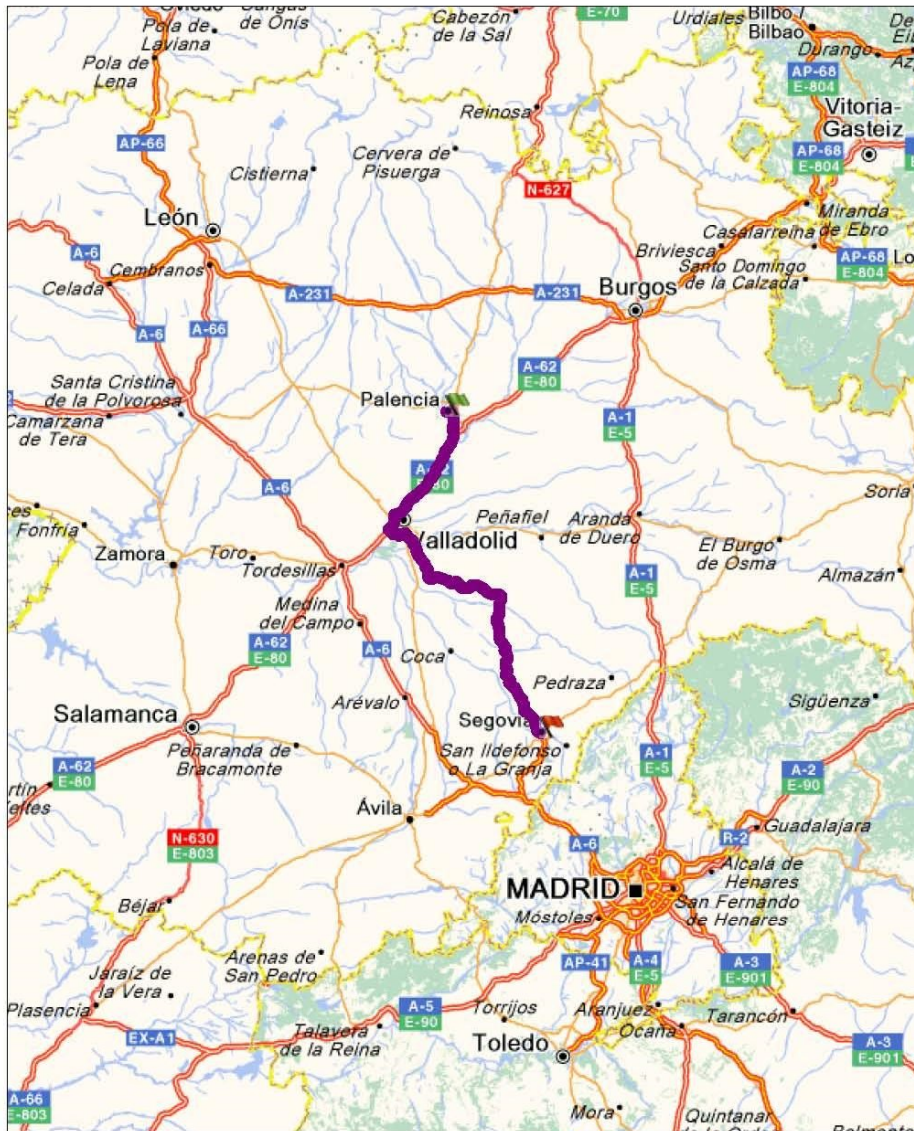 Oviedo
Cangas
de Onís
Pola de
Laviana
Pola de
Lena
Cabezón
de la Sal
E-70
Urdiales
Bilbo /
Bilbao
Durango
AP-68
E-804
Vitoria-
Gasteiz
Reinosa
AP-66
Cistierna
Cervera de
Pisuerga
AP-68
E-804
N-627
León
Miranda
de Ebro
Casalarreina
Briviesca
AP-68
E-804
A-6
Cembranos
Celada
Santo Domingo
de la Calzada
A-231
A-231
Burgos
A-6
A-66
A-62
E-80
Santa Cristina
de la Polvorosa
Palencia
Camarzana
de Tera
A-1
E-5
A-62
E-80
A-6
Soria
Fonfría
Valladolid
Peñafiel
Aranda
de Duero
El Burgo
de Osma
Zamora
Toro
Tordesillas
Almazán
A-1
E-5
Medina
del Campo
A-62
E-80
A-6
Coca
Pedraza
Arévalo
Sigüenza
Salamanca
Segovia
Peñaranda de
Bracamonte
San Ildefonso
o La Granja
A-1
E-5
A-62
E-80
A-2
E-90
Ávila
N-630
E-803
A-6
R-2
Guadalajara
Alcalá de
Henares
MADRID
San Fernando
de Henares
Béjar
Móstoles
Arenas de
San Pedro
AP-41
A-4
E-5
A-3
E-901
Jaraíz de
la Vera
Plasencia
A-5
E-90
Torrijos
Aranjuez
Tarancón
EX-A1
Talavera
de la Reina
Ocaña
Toledo
A-3
E-901
A-66
E-803
Mora
Quintanar